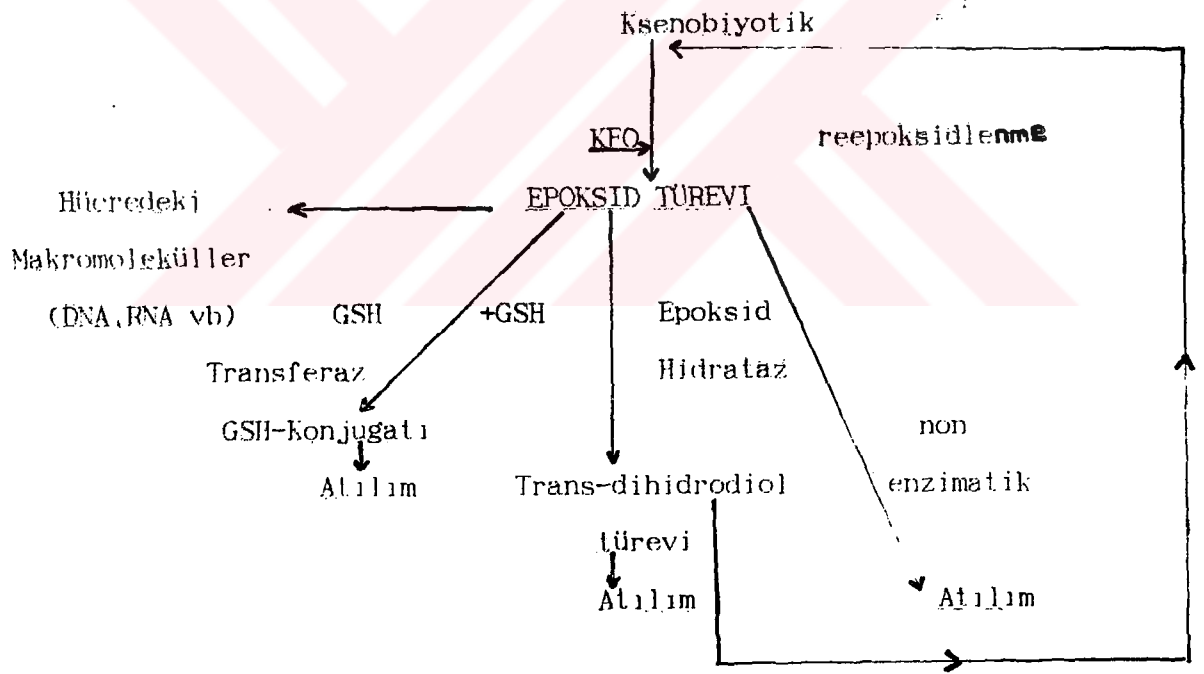 Ksenobiyotik
KFO
reepoksidlenme
EPOKSID TÜREVI
Hücredeki
Makromoleküller
(DNA,RNA vb)
GSH
+GSH
Epoksid
Transferaz
Hidrataz
GSH-Konjugatı
non
Atılım
Trans-dihidrodiol
enzimatik
türevi
Atılım
Atılım